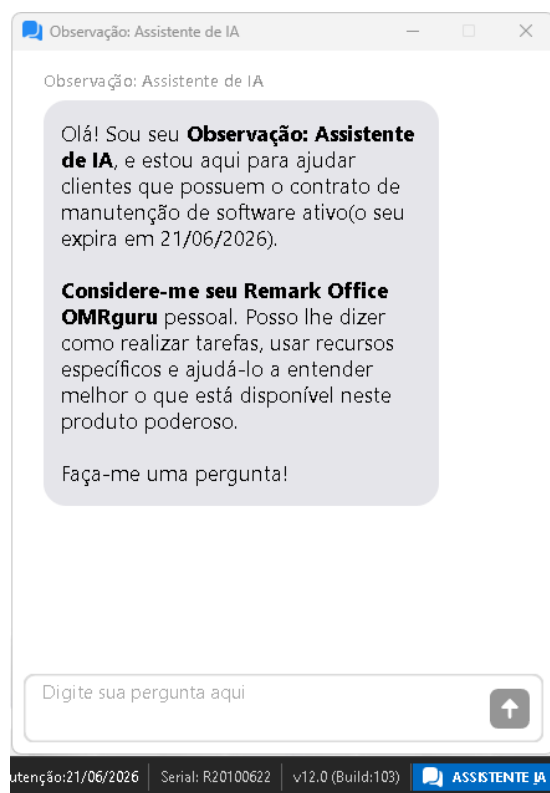 Observação: Assistente de IA
Observação: Assistente de IA
Olá! Sou seu Observação: Assistente
de IA, e estou aqui para ajudar
clientes que possuem o contrato de
manutenção de software ativo(o seu
expira em 21/06/2026).
Considere-me seu Remark Office
OMRguru pessoal. Posso lhe dizer
como realizar tarefas, usar recursos
específicos e ajudá-lo a entender
melhor o que está disponível neste
produto poderoso.
Faça-me uma pergunta!
Digite sua pergunta aqui
utenção:21/06/2026 Serial: R20100622 v12.0 (Build:103) ASSISTENTE IA